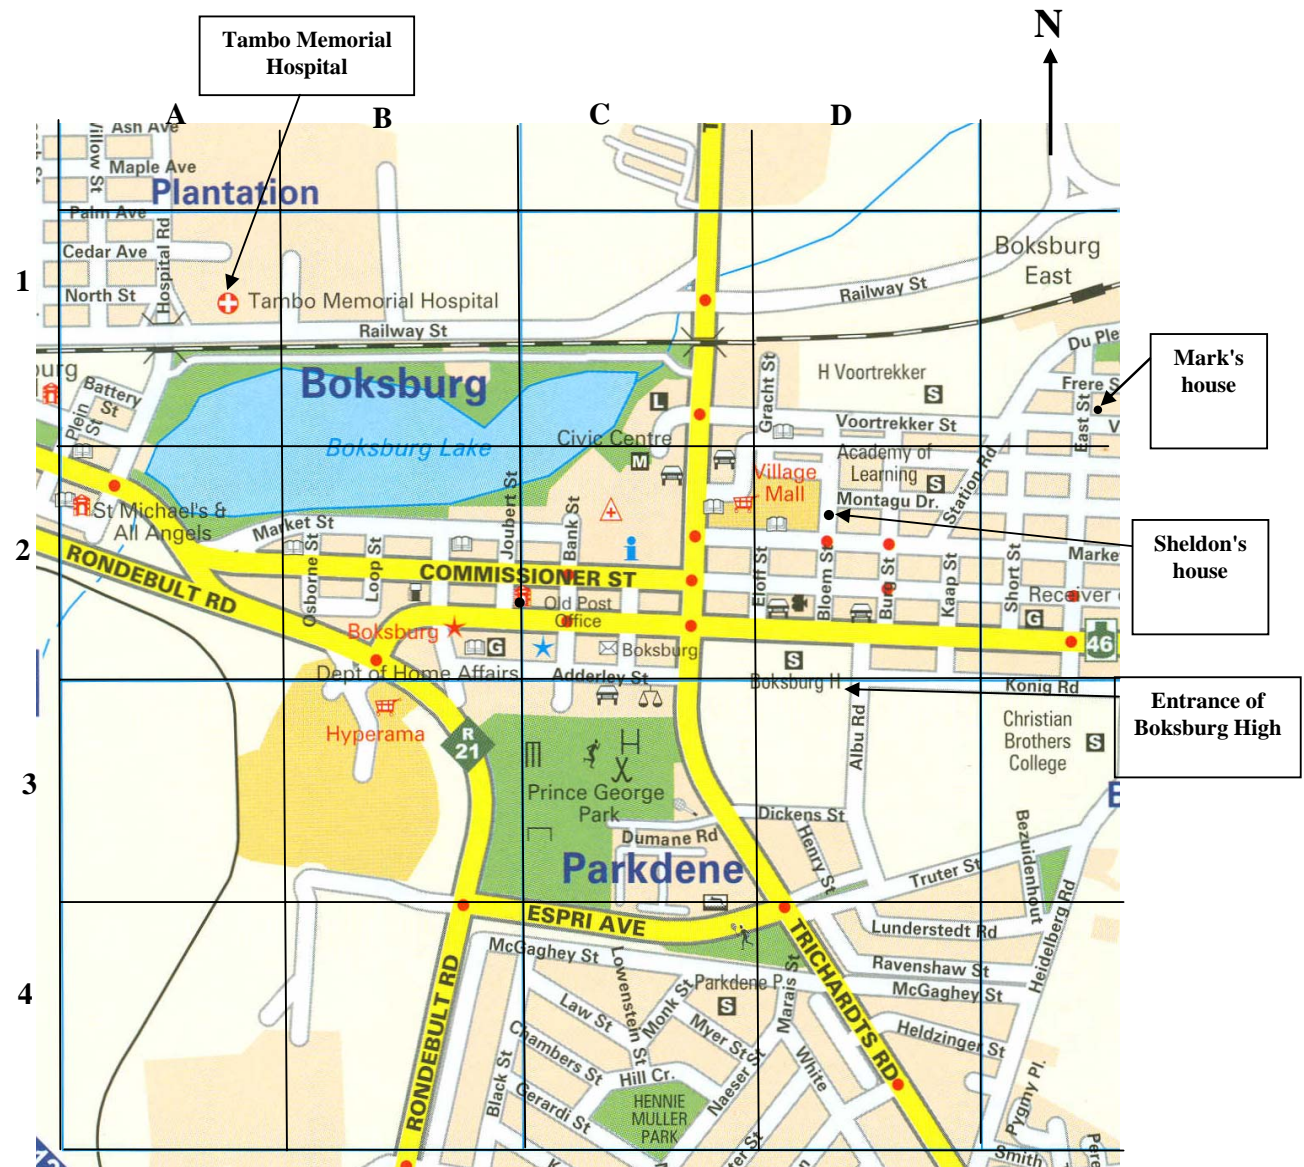 Tambo Memorial
Hospital
N
A
B
C
D
Ash Ave
Willow St
Maple Ave
Plantation
Palm Ave
Hospital Rd
Cedar Ave
1
North St
Tambo Memorial Hospital
Railway St
Railway St
Boksburg
East
Mark's
house
Du Ple
Frere S
East St
Battery
St
Plein
St
Boksburg
Boksburg Lake
L
Civic Centre
M
Gracht St
H Voortrekker
S
Voortrekker St
Academy of
Learning
S
Village
Mall
Montagu Dr.
Station Rd
Sheldon's
house
St Michael's &
All Angels
Market St
Joubert St
Bank St
2
RONDEBULT RD
COMMISSIONER ST
Osborne St
Loop St
Old Post
Office
Eloff St
Bloem St
Burg St
Kaap St
Short St
Marke
Receiver
G
46
Boksburg
G
Boksburg
Dept of Home Affairs
Adderley St
S
Boksburg H
Konig Rd
Entrance of
Boksburg High
Hyperama
R
21
Albu Rd
Christian
Brothers
College
S
3
Prince George
Park
Dickens St
Dumane Rd
Henry St
Parkdene
Truter St
Bezuidenhout
Heidelberg Rd
ESPRI AVE
TRICHARDTS RD
Lunderstedt Rd
McGaghey St
Ravenshaw St
McGaghey St
4
RONDEBULT RD
Lowenstein St
Parkdene P.
S
Marais St
Law St
Monk St
Myer St
Heldzinger St
Chambers St
Hill Cr.
Naeser St
White
Black St
Gerardi St
HENNIE
MULLER
PARK
Pygmy Pl.
Smith